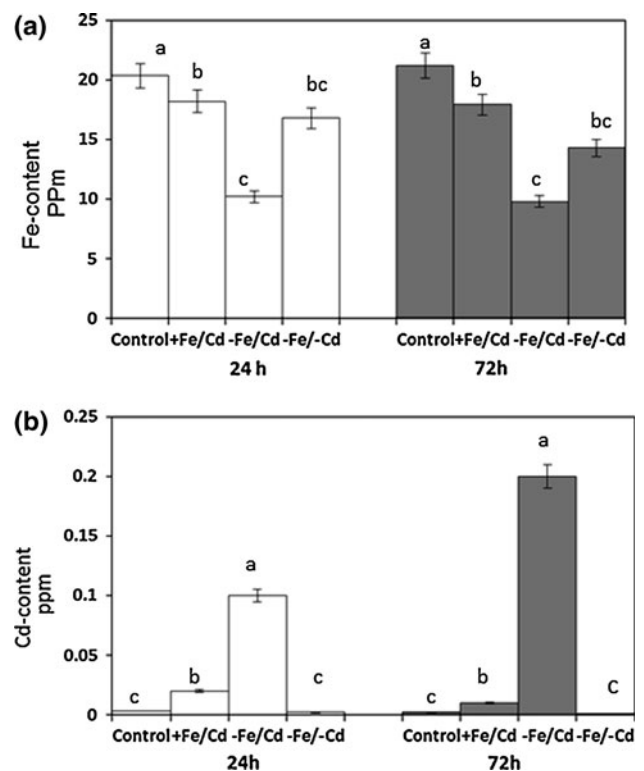 (a)
25
20
15
10
5
0
Fe-content
PPm
a
b
c
bc
a
b
c
bc
Control+Fe/Cd -Fe/Cd -Fe/-Cd
Control+Fe/Cd -Fe/Cd -Fe/-Cd
24 h
72h
(b)
0.25
0.2
0.15
0.1
0.05
0
Cd-content
ppm
c
b
a
c
c
b
a
C
Control+Fe/Cd -Fe/Cd -Fe/-Cd
Control+Fe/Cd -Fe/Cd-Fe/-Cd
24h
72h